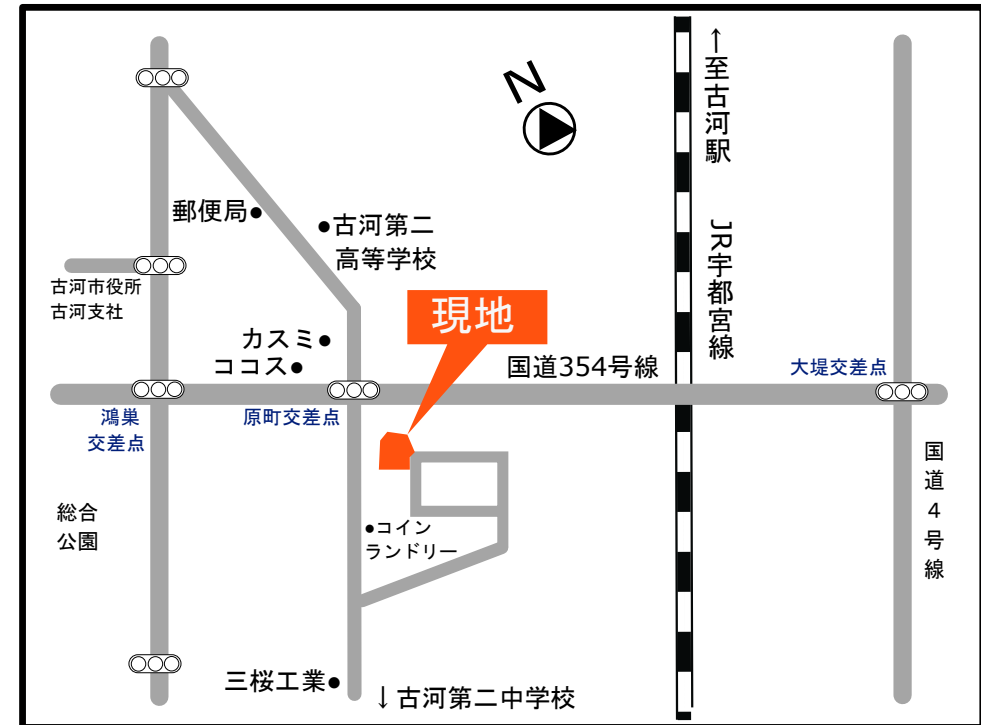 N
↑至古河駅
JR宇都宮線
郵便局●
●古河第二
高等学校
古河市役所
古河支社
現地
カスミ●
ココス●
国道354号線
大堤交差点
鴻巣
交差点
原町交差点
国道4号線
総合
公園
●コイン
ランドリー
三桜工業●
↓古河第二中学校